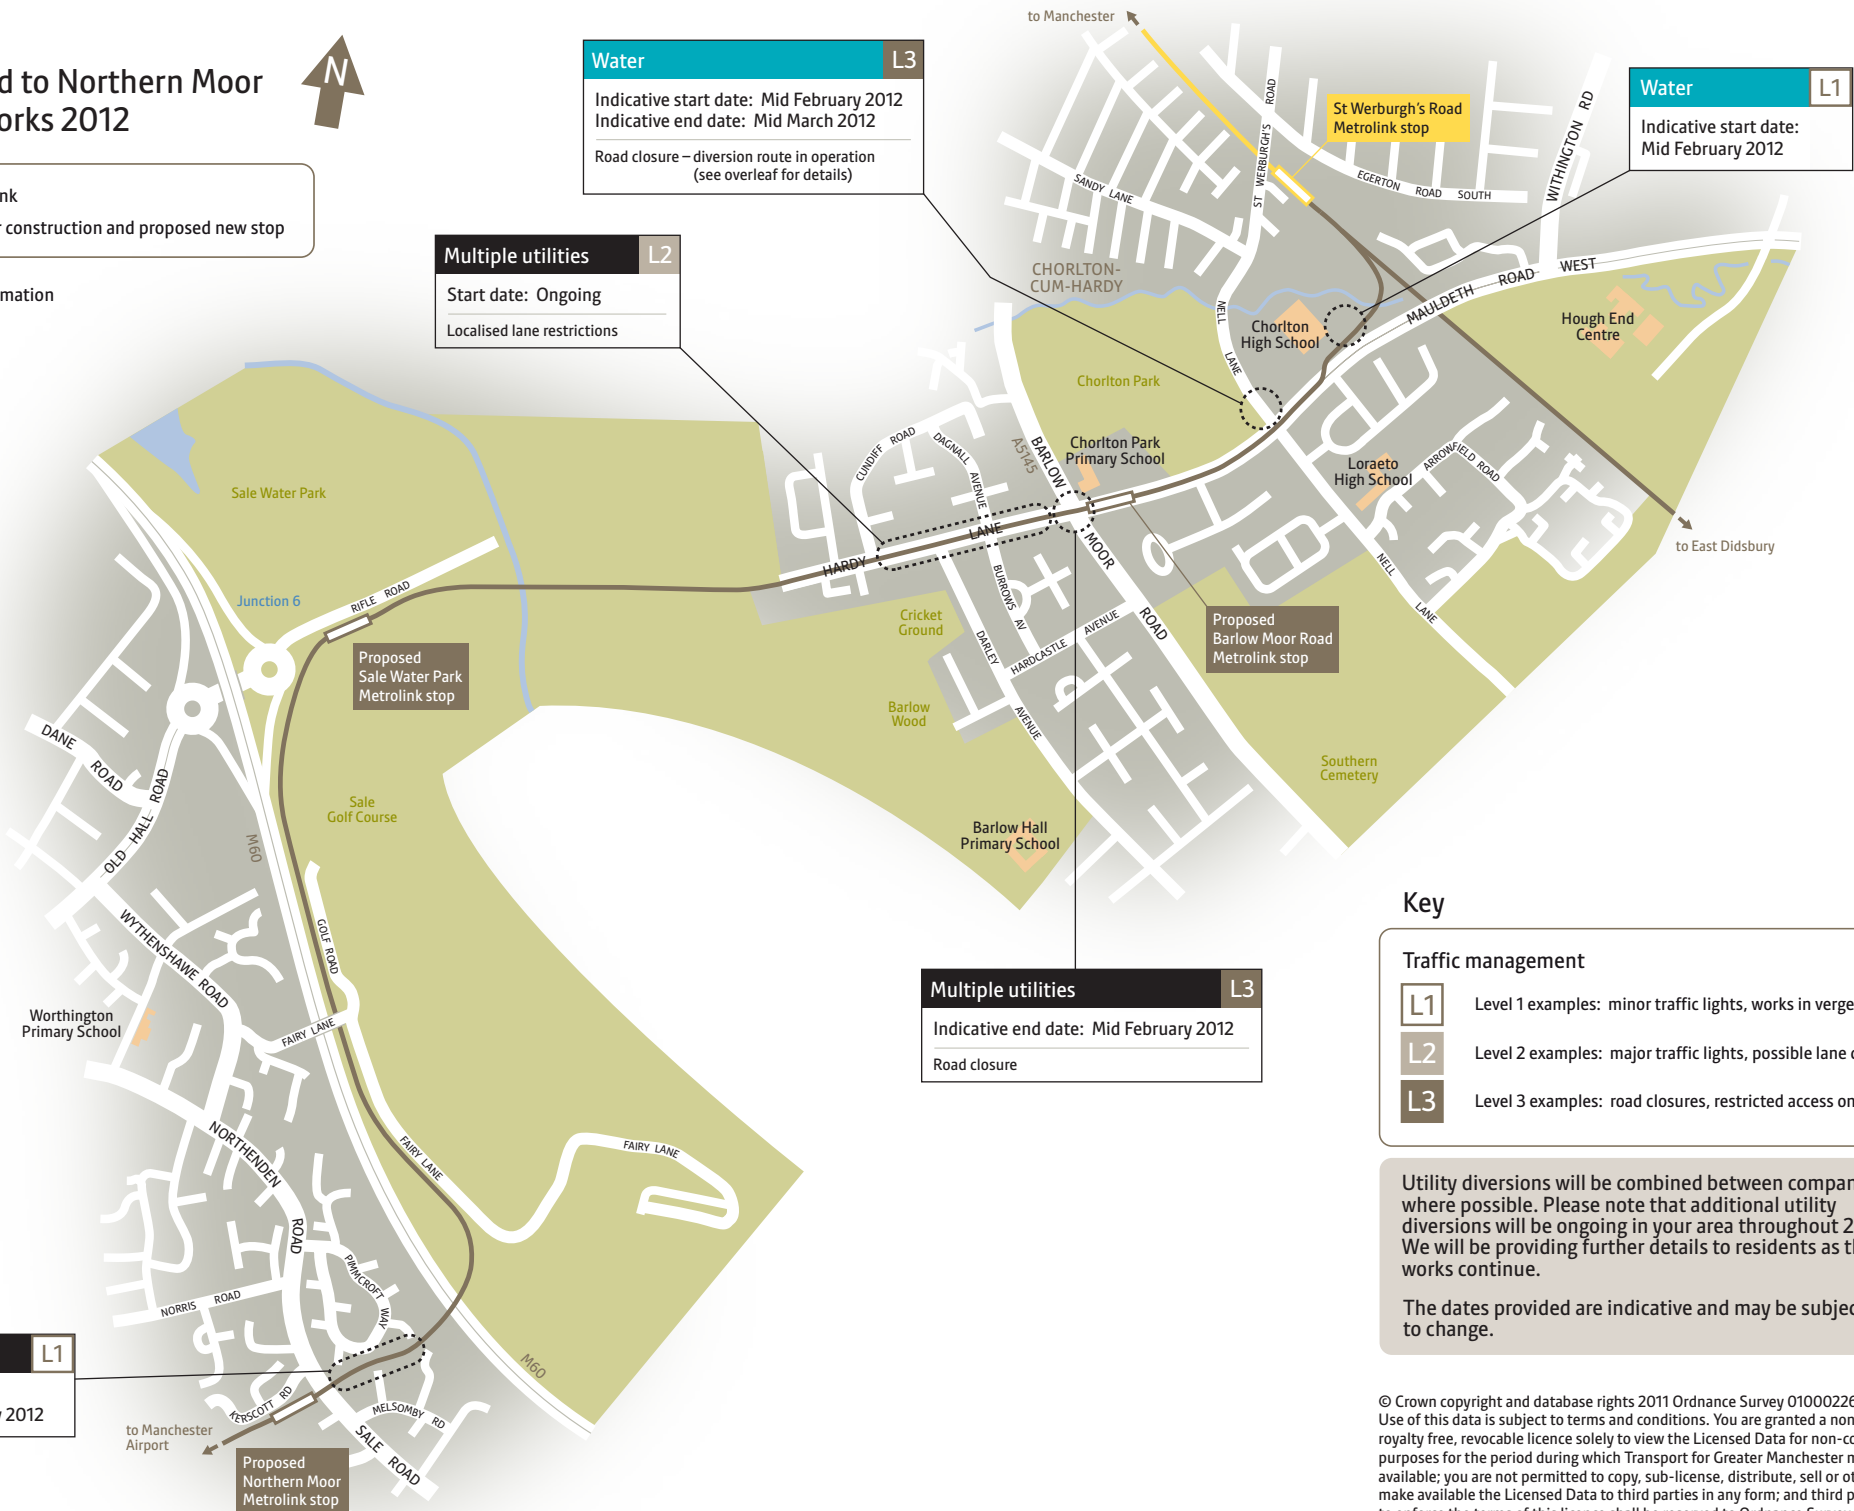 d to Northern Moor
orks 2012
N
nk
r construction and proposed new stop
mation
Water L3
Indicative start date: Mid February 2012
Indicative end date: Mid March 2012
Road closure – diversion route in operation
(see overleaf for details)
Multiple utilities L2
Start date: Ongoing
Localised lane restrictions
to Manchester
St Werburgh's Road
Metrolink stop
Water L1
Indicative start date:
Mid February 2012
ST WERBURGH'S ROAD
SANDY LANE
EGERTON ROAD SOUTH
WITHINGTON RD
MAULDETH ROAD WEST
CHORLTON-
CUM-HARDY
NELL LANE
Chorlton
High School
Hough End
Centre
Chorlton Park
Chorlton Park
Primary School
A5145
BARLOW MOOR ROAD
CUNDIFF ROAD
DAGNALL AVENUE
Loraeto
High School
ARROWFIELD ROAD
NELL LANE
to East Didsbury
HARDY LANE
BURROWS AV
DARLEY AVENUE
HARDCASTLE AVENUE
Cricket
Ground
Barlow
Wood
Proposed
Barlow Moor Road
Metrolink stop
Southern
Cemetery
Barlow Hall
Primary School
Sale Water Park
Junction 6
RIFLE ROAD
Proposed
Sale Water Park
Metrolink stop
Sale
Golf Course
DANE ROAD
OLD HALL ROAD
M60
GOLF ROAD
WYTHENSHAWE ROAD
Worthington
Primary School
FAIRY LANE
FAIRY LANE
FAIRY LANE
NORTHENDEN ROAD
PIMMCROFT WAY
NORRIS ROAD
M60
KERSCOTT RD
MELSOMBY RD
SALE ROAD
L1
y 2012
to Manchester
Airport
Proposed
Northern Moor
Metrolink stop
Multiple utilities L3
Indicative end date: Mid February 2012
Road closure
Key
Traffic management
L1 Level 1 examples: minor traffic lights, works in verge
L2 Level 2 examples: major traffic lights, possible lane
L3 Level 3 examples: road closures, restricted access on
Utility diversions will be combined between compan
where possible. Please note that additional utility
diversions will be ongoing in your area throughout 2
We will be providing further details to residents as th
works continue.
The dates provided are indicative and may be subjec
to change.
© Crown copyright and database rights 2011 Ordnance Survey 01000226
Use of this data is subject to terms and conditions. You are granted a non
royalty free, revocable licence solely to view the Licensed Data for non-co
purposes for the period during which Transport for Greater Manchester m
available; you are not permitted to copy, sub-license, distribute, sell or ot
make available the Licensed Data to third parties in any form; and third p